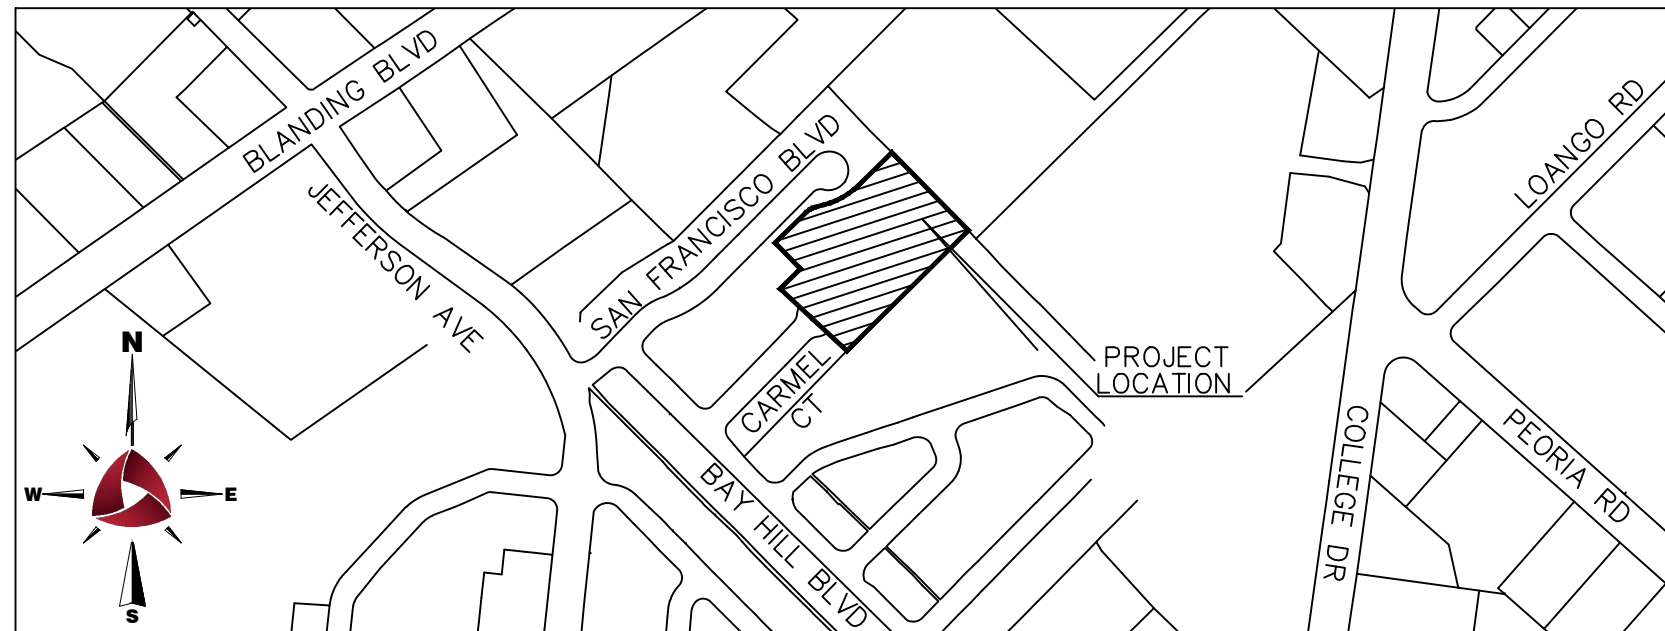 BLANDING BLVD
JEFFERSON AVE
SAN FRANCISCO BLVD
LOANGO RD
N
W
E
S
PROJECT
LOCATION
CARMEL
CT
COLLEGE DR
PEORIA RD
BAY HILL BLVD